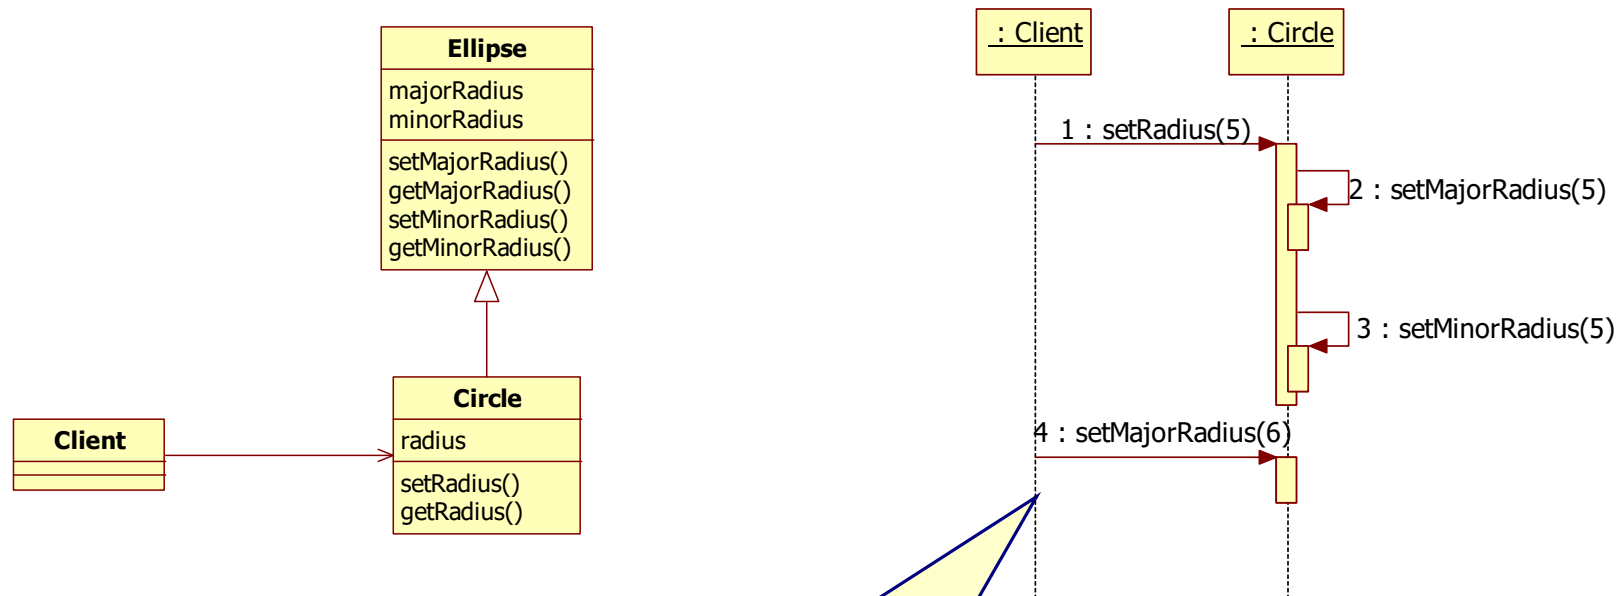 Ellipse
majorRadius
minorRadius
setMajorRadius()
getMajorRadius()
setMinorRadius()
getMinorRadius()
Client
Circle
radius
setRadius()
getRadius()
: Client
: Circle
1 : setRadius(5)
2 : setMajorRadius(5)
3 : setMinorRadius(5)
4 : setMajorRadius(6)